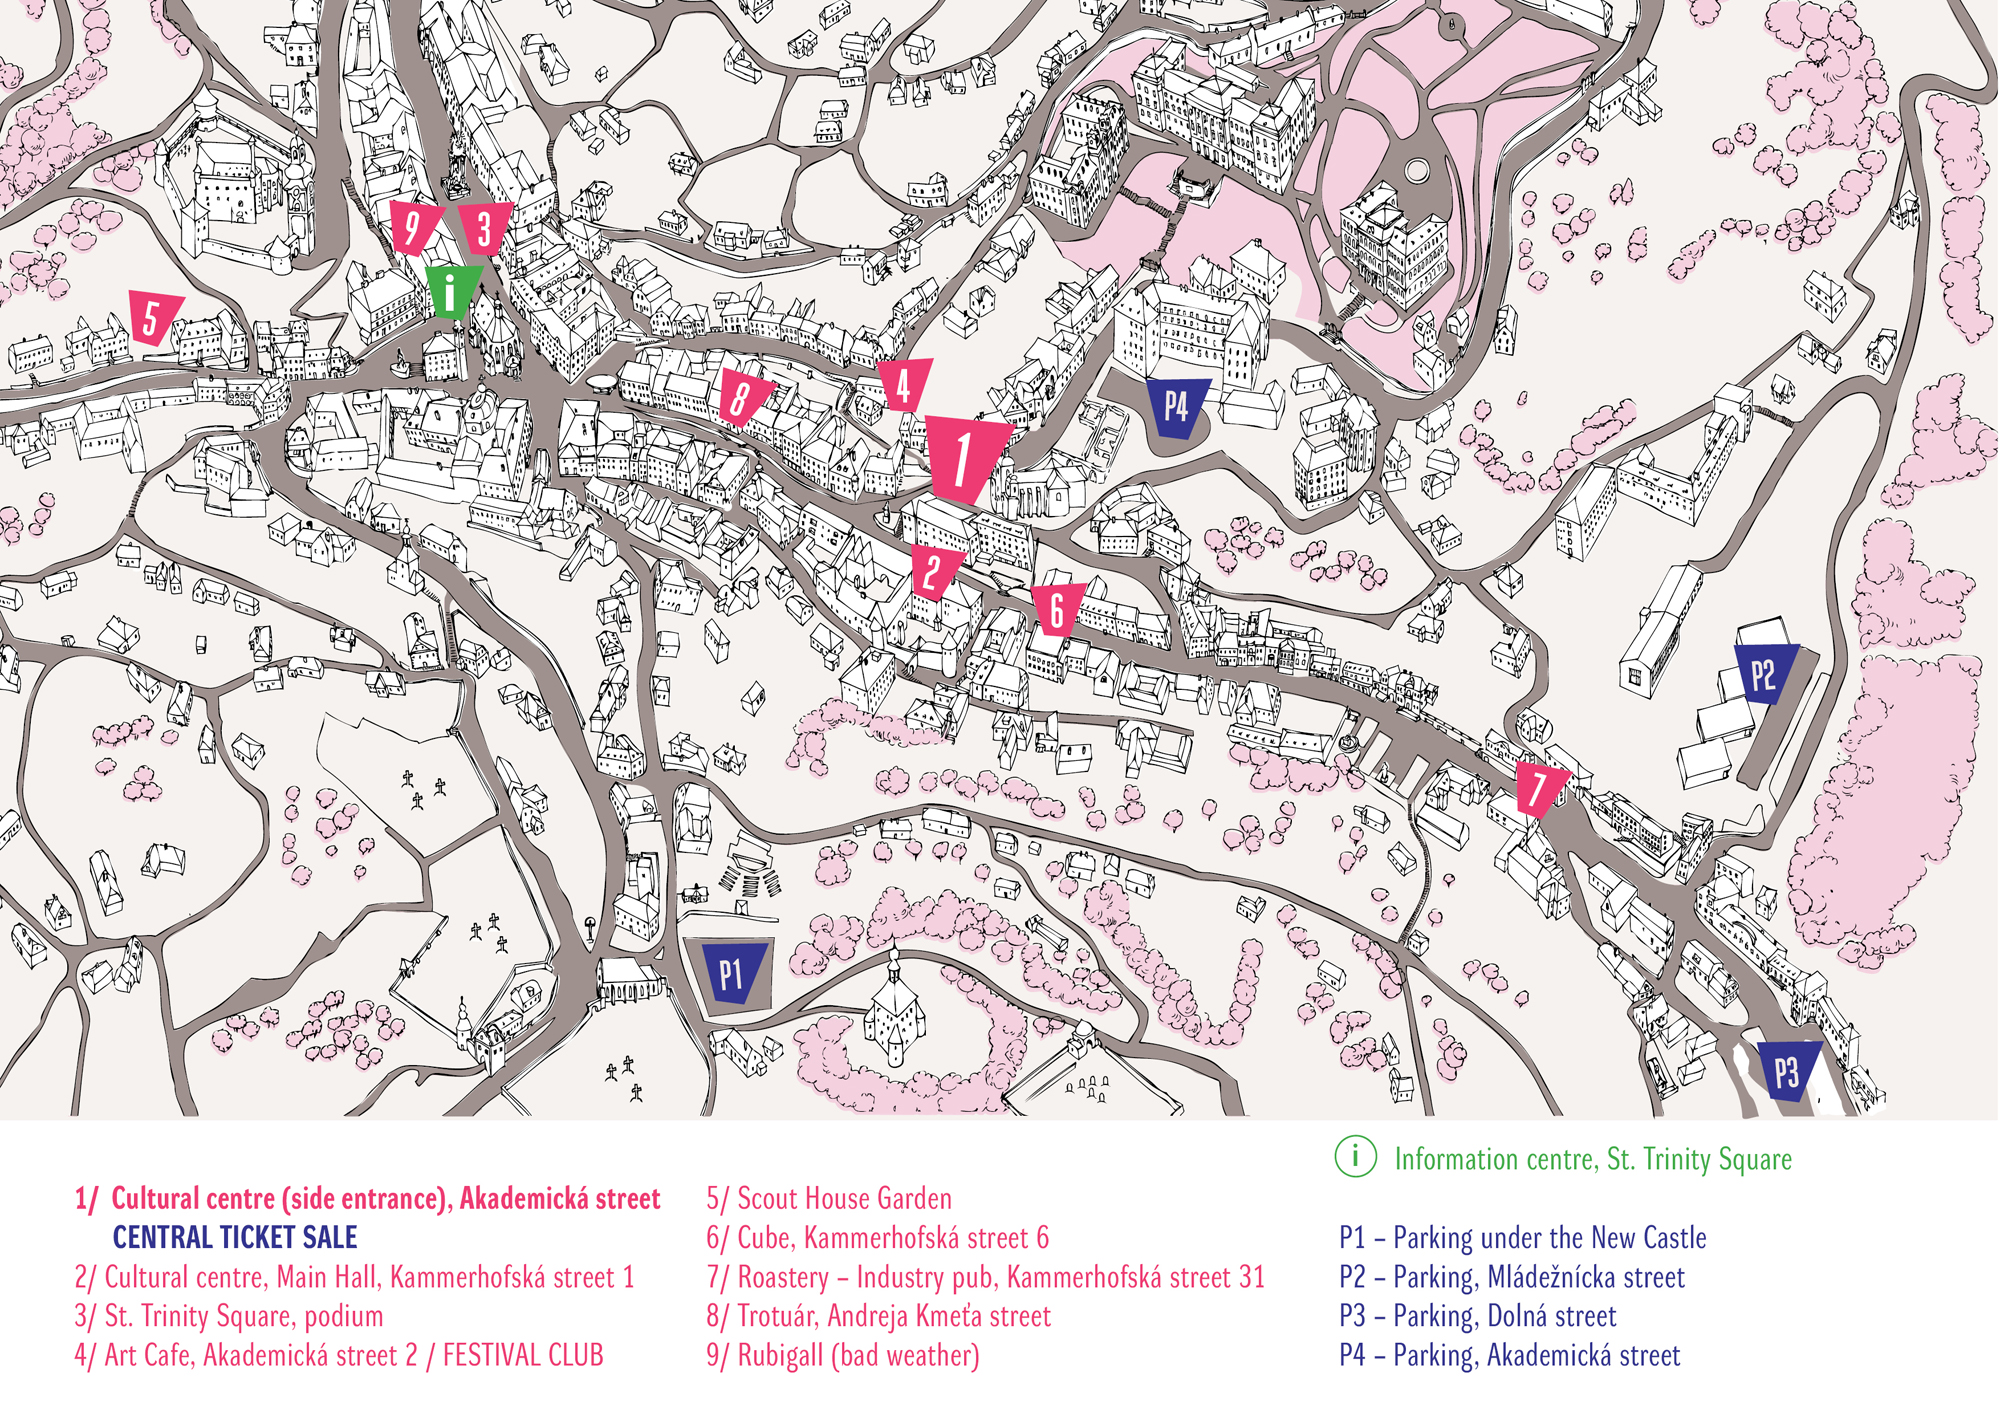 9
3
i
5
8
4
1
P4
2
6
P2
7
P1
P3
i Information centre, St. Trinity Square
1/ Cultural centre (side entrance), Akademická street
CENTRAL TICKET SALE
2/ Cultural centre, Main Hall, Kammerhofská street 1
3/ St. Trinity Square, podium
4/ Art Cafe, Akademická street 2 / FESTIVAL CLUB
5/ Scout House Garden
6/ Cube, Kammerhofská street 6
7/ Roastery – Industry pub, Kammerhofská street 31
8/ Trotuár, Andreja Kmeťa street
9/ Rubigall (bad weather)
P1 – Parking under the New Castle
P2 – Parking, Mládežnícka street
P3 – Parking, Dolná street
P4 – Parking, Akademická street